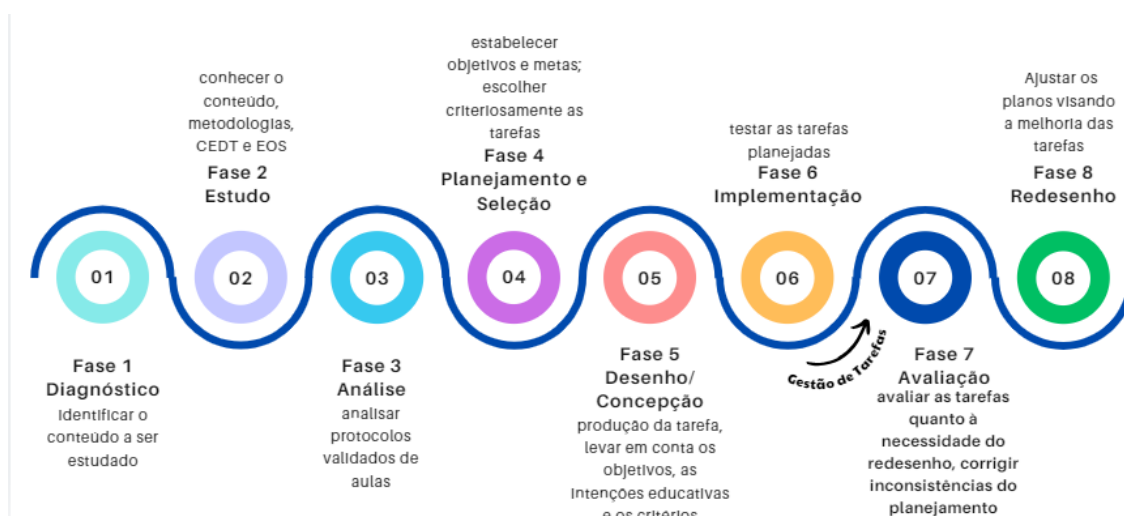 01
Fase 1
Diagnóstico
identificar o
conteúdo a ser
estudado
conhecer o
conteúdo,
metodologias,
CEDT e EOS
Fase 2
Estudo
02
03
Fase 3
Análise
analisar
protocolos
validados de
aulas
estabelecer
objetivos e metas;
escolher
criteriosamente as
tarefas
Fase 4
Planejamento e
Seleção
04
05
Fase 5
Desenho/
Concepção
produção da tarefa,
levar em conta os
objetivos, as
intenções educativas
e os critérios
testar as tarefas
planejadas
Fase 6
Implementação
06
Gestão de Tarefas
07
Fase 7
Avaliação
avaliar as tarefas
quanto à
necessidade do
redesenho, corrigir
inconsistências do
planejamento
Ajustar os
planos visando
a melhoria das
tarefas
Fase 8
Redesenho
08